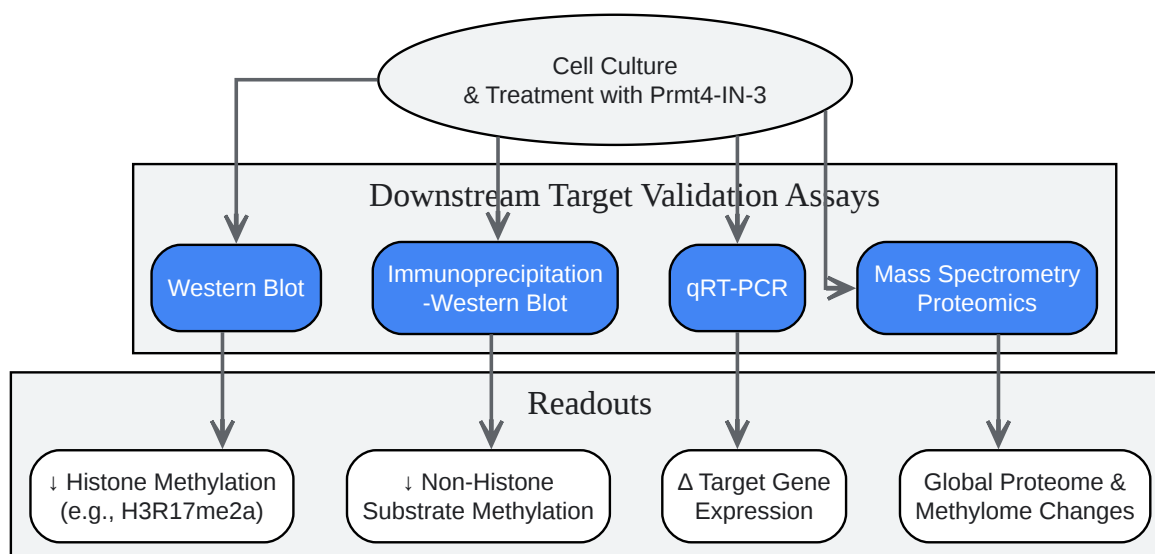 Cell Culture
& Treatment with Prmt4-IN-3
Downstream Target Validation Assays
Western Blot
Immunoprecipitation
-Western Blot
qRT-PCR
Mass Spectrometry
Proteomics
Readouts
↓ Histone Methylation
(e.g., H3R17me2a)
↓ Non-Histone
Substrate Methylation
Δ Target Gene
Expression
Global Proteome &
Methylome Changes